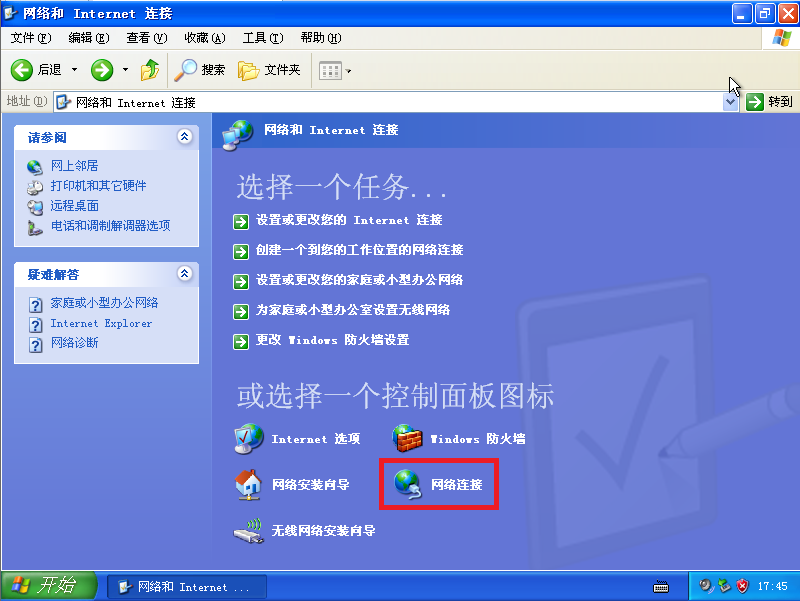 网络和 Internet 连接
文件(F) 编辑(E) 查看(V) 收藏(A) 工具(T) 帮助(H)
后退 搜索 文件夹
地址(D) 网络和 Internet 连接 转到
请参阅
网上邻居
打印机和其它硬件
远程桌面
电话和调制解调器选项
疑难解答
家庭或小型办公网络
Internet Explorer
网络诊断
网络和 Internet 连接
选择一个任务...
设置或更改您的 Internet 连接
创建一个到您的工作位置的网络连接
设置或更改您的家庭或小型办公网络
为家庭或小型办公室设置无线网络
更改 Windows 防火墙设置
或选择一个控制面板图标
Internet 选项 Windows 防火墙
网络安装向导 网络连接
无线网络安装向导
开始 网络和 Internet ... 17:45